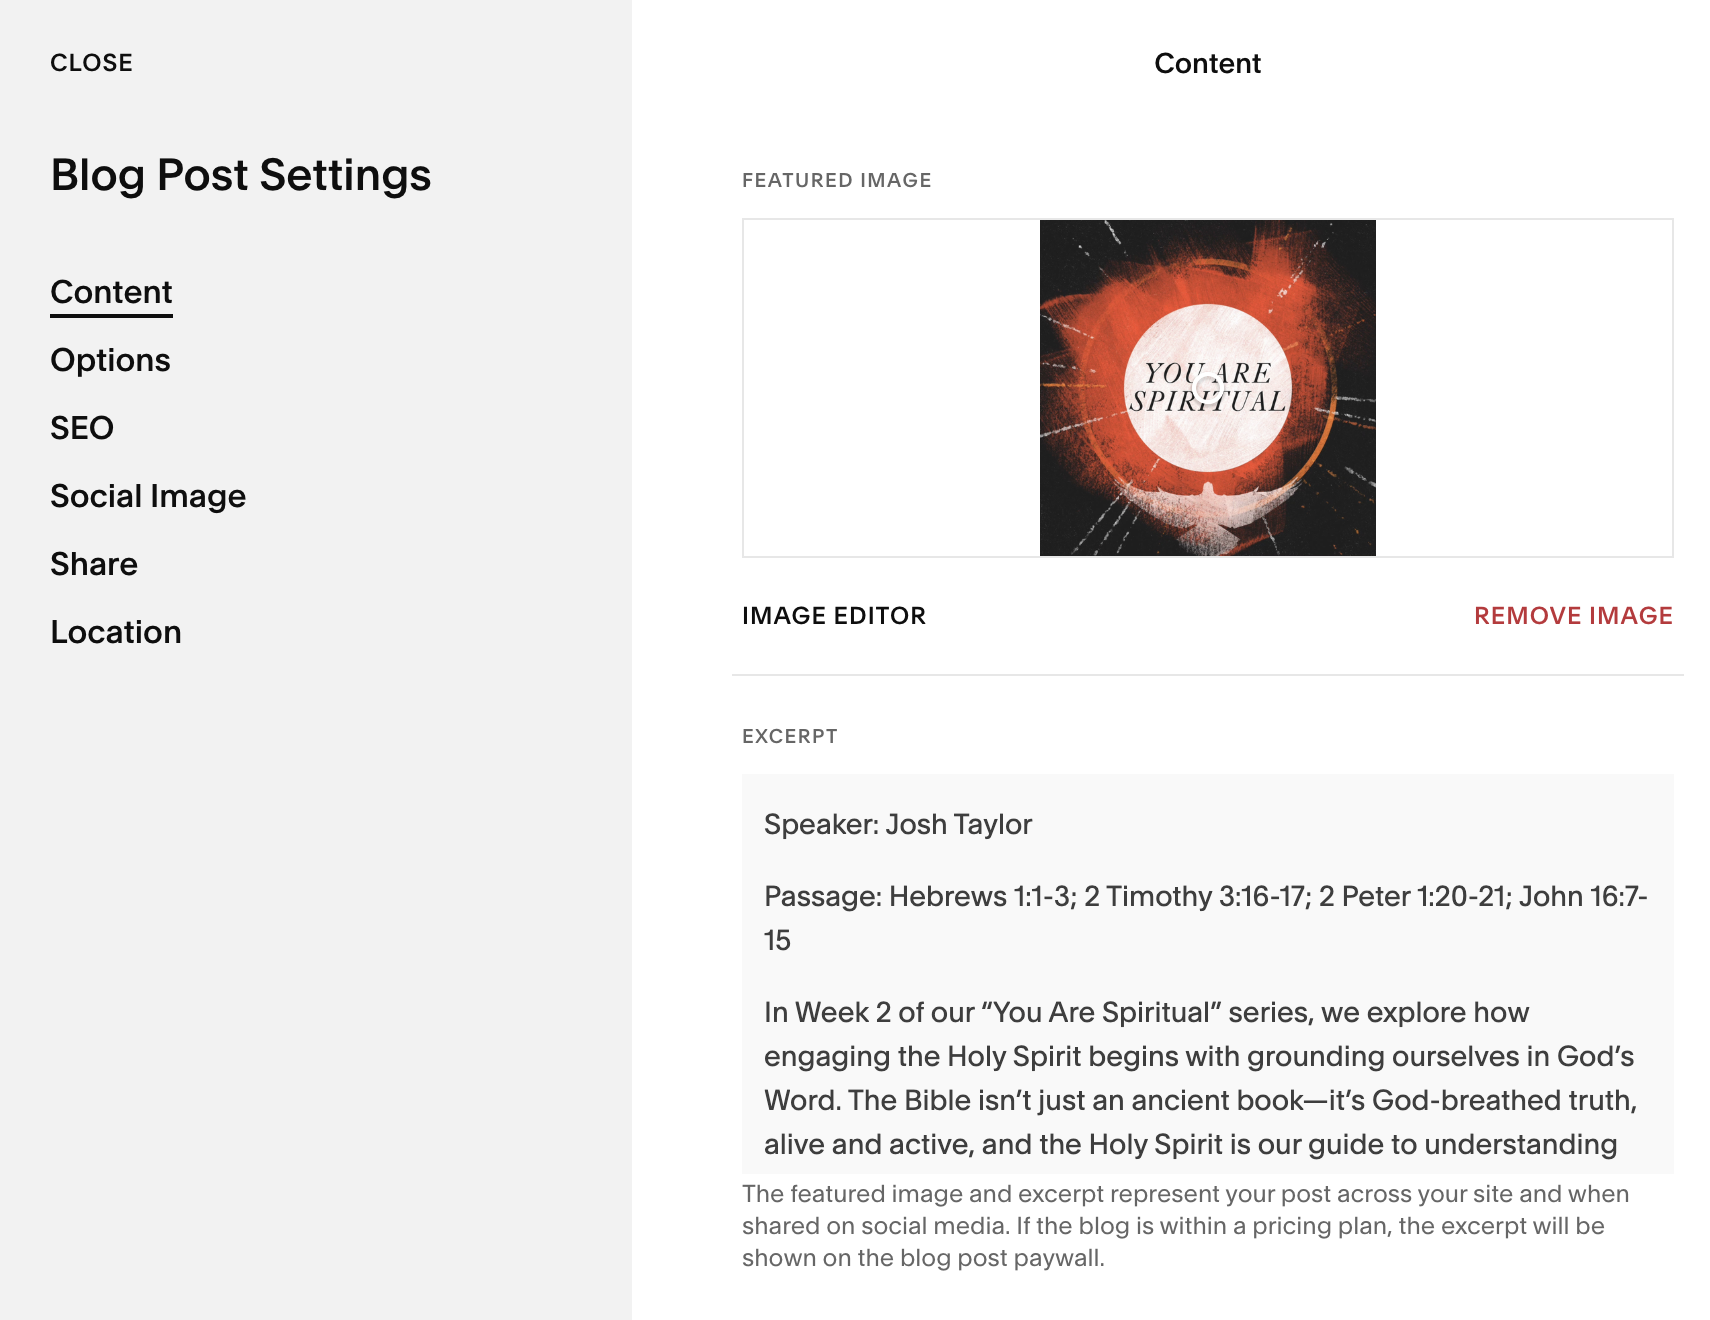 CLOSE
Blog Post Settings
Content
Options
SEO
Social Image
Share
Location
Content
FEATURED IMAGE
YOU ARE
SPIRITUAL
IMAGE EDITOR
REMOVE IMAGE
EXCERPT
Speaker: Josh Taylor
Passage: Hebrews 1:1-3; 2 Timothy 3:16-17; 2 Peter 1:20-21; John 16:7-
15
In Week 2 of our “You Are Spiritual” series, we explore how
engaging the Holy Spirit begins with grounding ourselves in God’s
Word. The Bible isn’t just an ancient book—it’s God-breathed truth,
alive and active, and the Holy Spirit is our guide to understanding
The featured image and excerpt represent your post across your site and when
shared on social media. If the blog is within a pricing plan, the excerpt will be
shown on the blog post paywall.